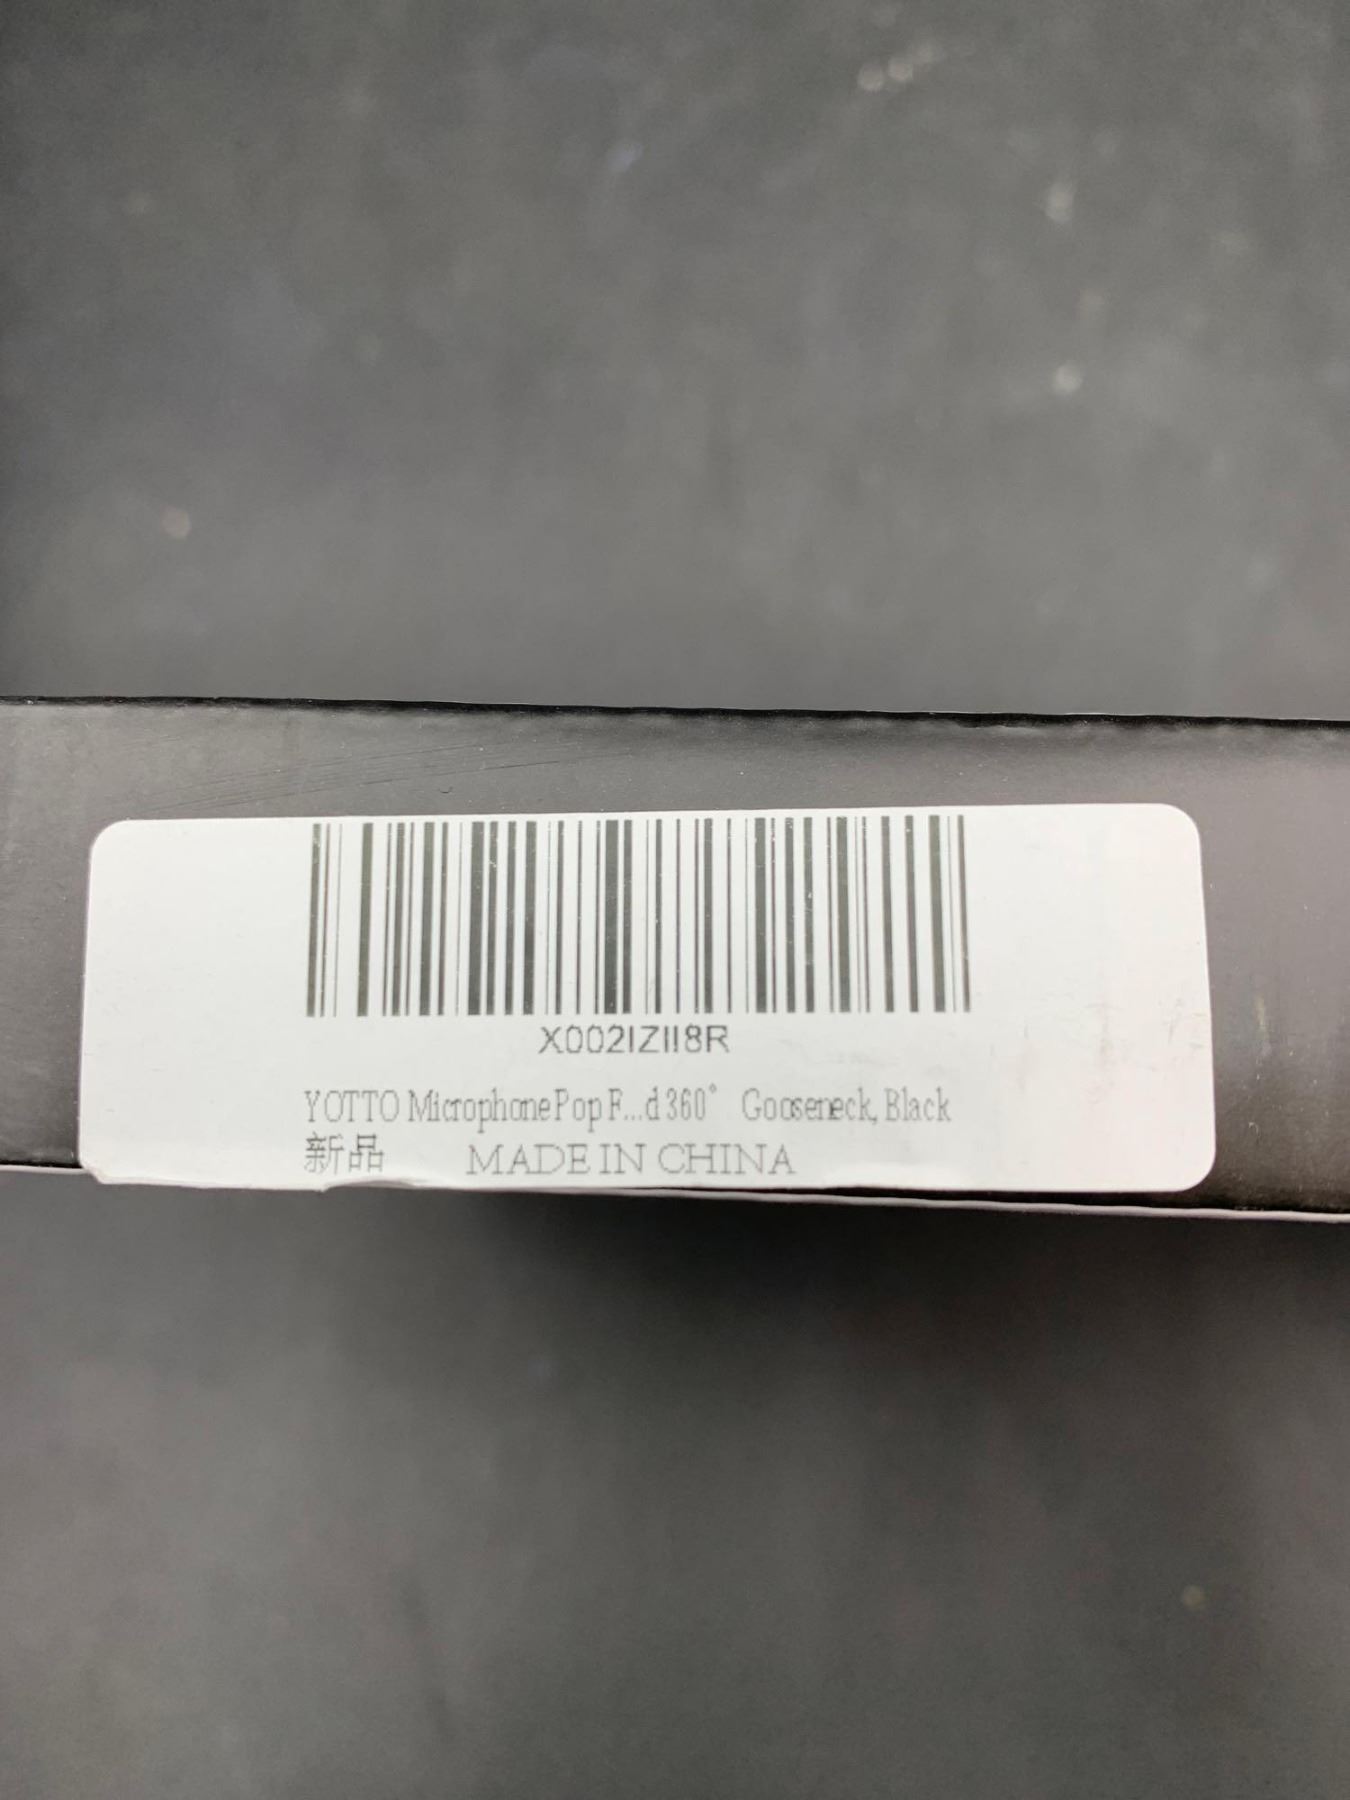 X002IZII8R
YOTTO Microphone Pop F...d 360° Gooseneck, Black
新品 MADE IN CHINA